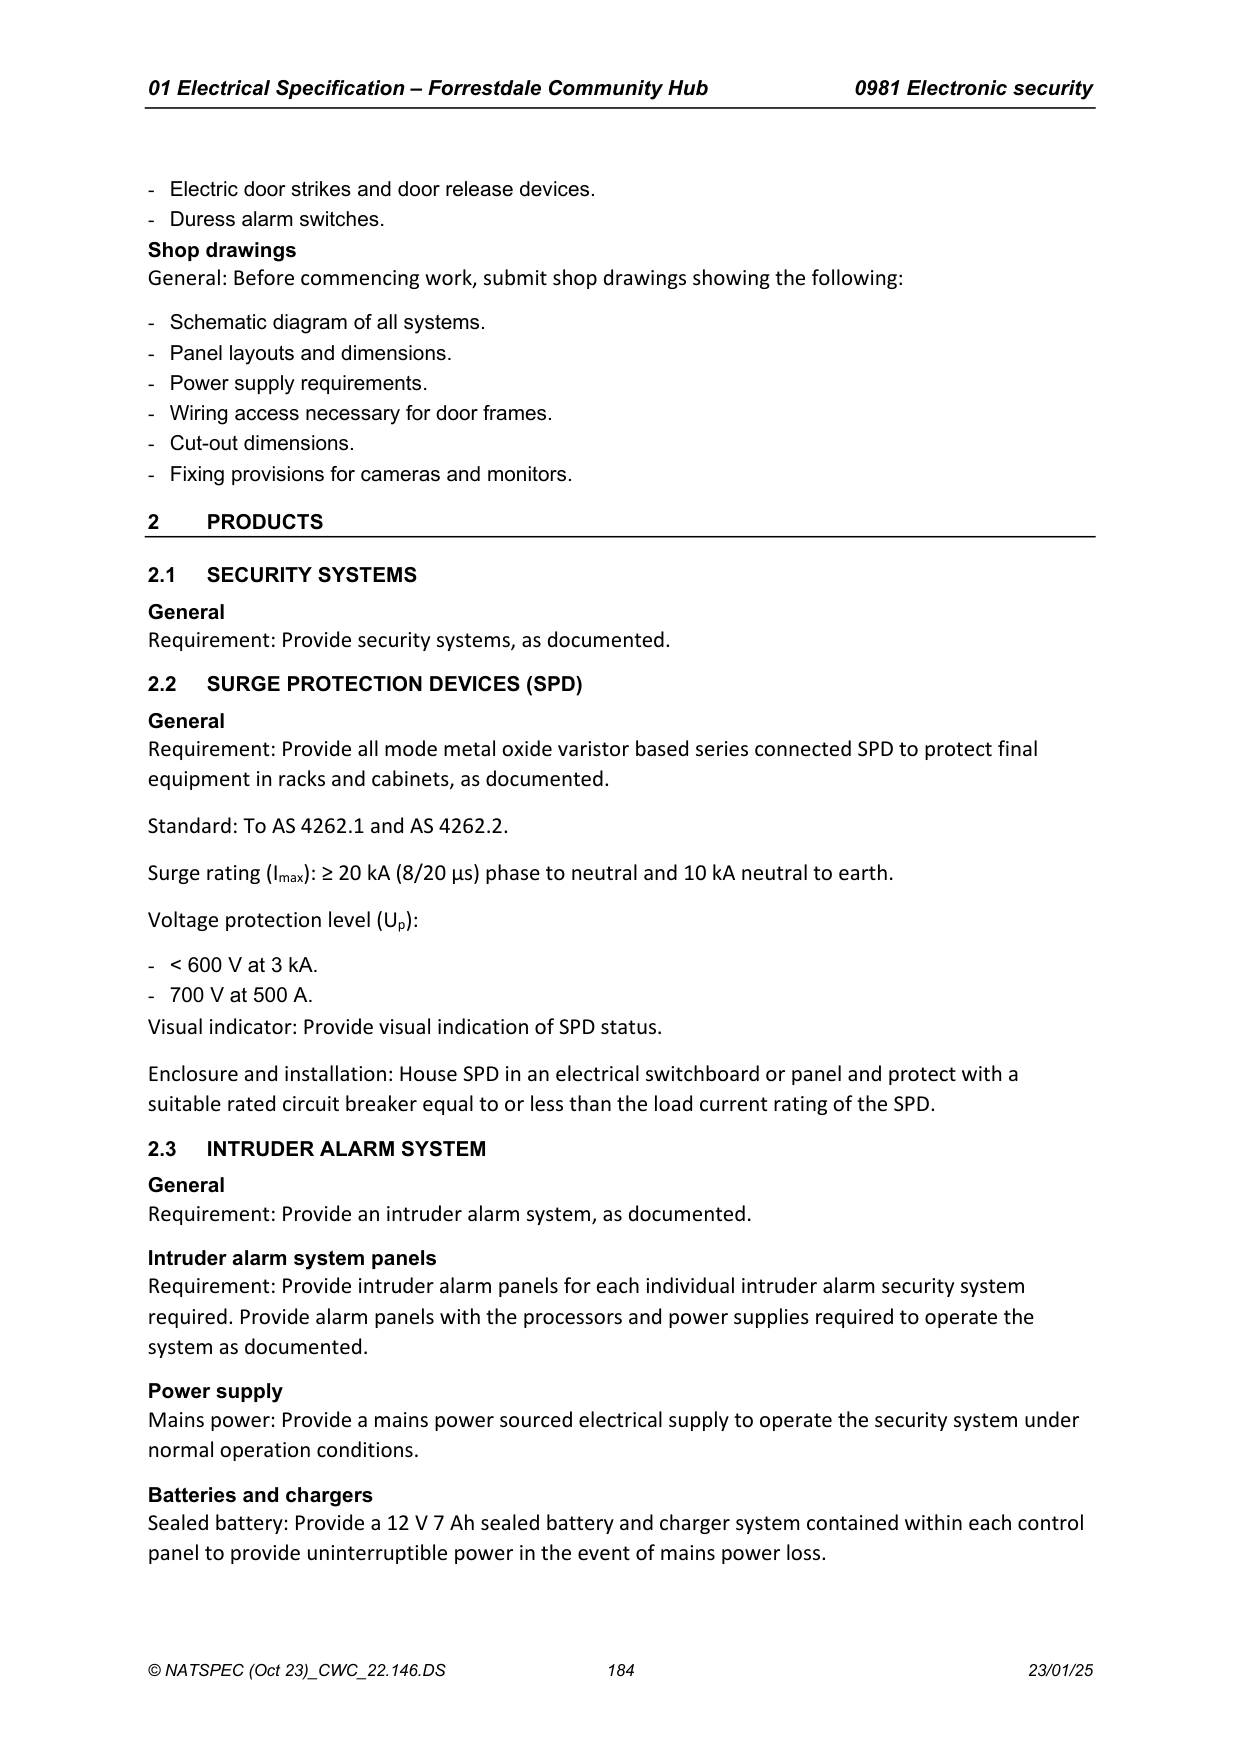 01 Electrical Specification – Forrestdale Community Hub 0981 Electronic security
- Electric door strikes and door release devices.
- Duress alarm switches.
Shop drawings
General: Before commencing work, submit shop drawings showing the following:
- Schematic diagram of all systems.
- Panel layouts and dimensions.
- Power supply requirements.
- Wiring access necessary for door frames.
- Cut-out dimensions.
- Fixing provisions for cameras and monitors.
2 PRODUCTS
2.1 SECURITY SYSTEMS
General
Requirement: Provide security systems, as documented.
2.2 SURGE PROTECTION DEVICES (SPD)
General
Requirement: Provide all mode metal oxide varistor based series connected SPD to protect final
equipment in racks and cabinets, as documented.
Standard: To AS 4262.1 and AS 4262.2.
Surge rating (Imax): ≥ 20 kA (8/20 µs) phase to neutral and 10 kA neutral to earth.
Voltage protection level (Up):
- < 600 V at 3 kA.
- 700 V at 500 A.
Visual indicator: Provide visual indication of SPD status.
Enclosure and installation: House SPD in an electrical switchboard or panel and protect with a
suitable rated circuit breaker equal to or less than the load current rating of the SPD.
2.3 INTRUDER ALARM SYSTEM
General
Requirement: Provide an intruder alarm system, as documented.
Intruder alarm system panels
Requirement: Provide intruder alarm panels for each individual intruder alarm security system
required. Provide alarm panels with the processors and power supplies required to operate the
system as documented.
Power supply
Mains power: Provide a mains power sourced electrical supply to operate the security system under
normal operation conditions.
Batteries and chargers
Sealed battery: Provide a 12 V 7 Ah sealed battery and charger system contained within each control
panel to provide uninterruptible power in the event of mains power loss.
© NATSPEC (Oct 23)_CWC_22.146.DS 184 23/01/25